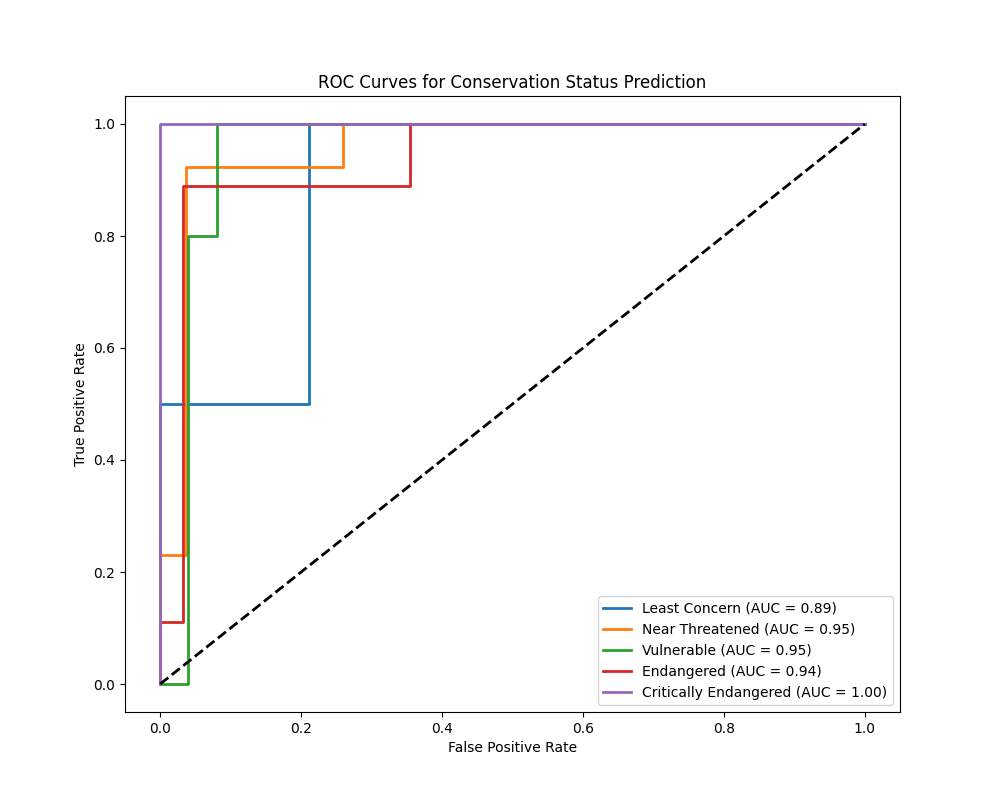 ROC Curves for Conservation Status Prediction
1.0
0.8
0.6
0.4
0.2
0.0
True Positive Rate
0.0 0.2 0.4 0.6 0.8 1.0
False Positive Rate
Least Concern (AUC = 0.89)
Near Threatened (AUC = 0.95)
Vulnerable (AUC = 0.95)
Endangered (AUC = 0.94)
Critically Endangered (AUC = 1.00)